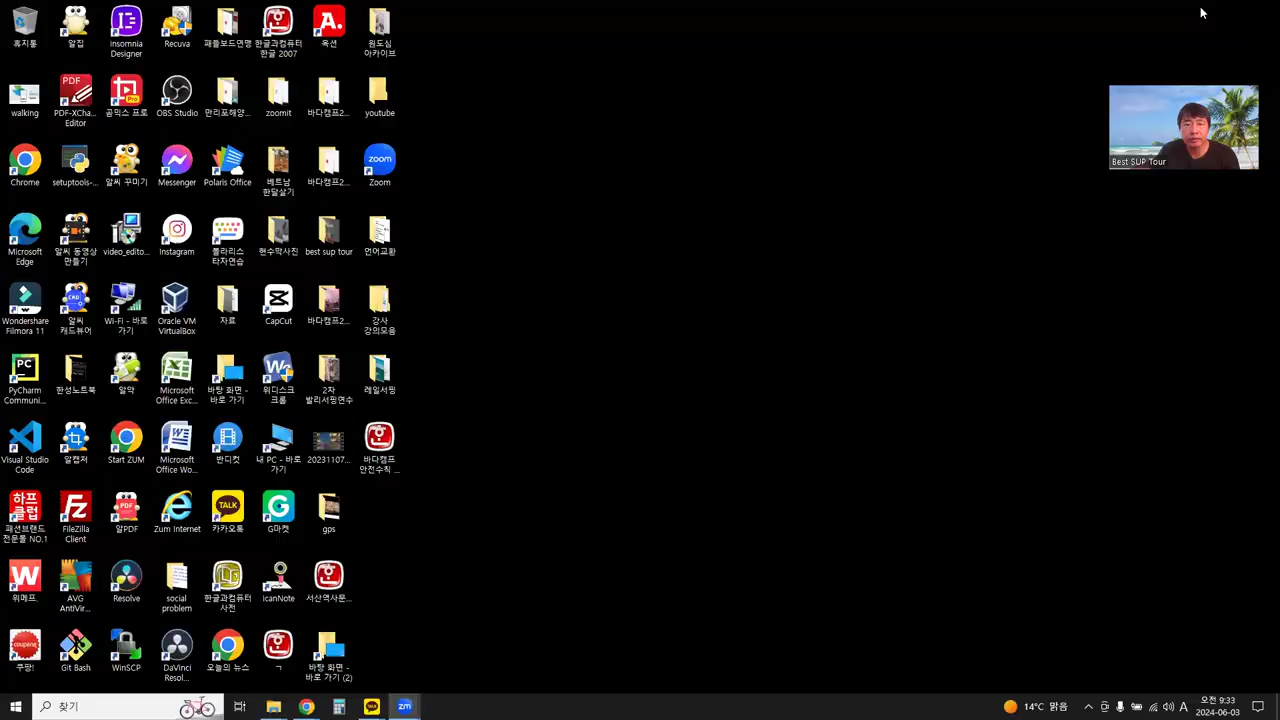 휴지통
알집
Insomnia
Designer
Recuva
패들보드연맹
한글과컴퓨터
한글 2007
A.
옥션
원도심
아카이브
walking
PDF
PDF-XCha...
Editor
Pro
곰믹스 프로
OBS Studio
만리포해양...
zoomit
바다캠프2...
youtube
Chrome
setuptools-...
알씨 꾸미기
Messenger
Polaris Office
베트남
한달살기
바다캠프2...
zoom
Zoom
Microsoft
Edge
알씨 동영상
만들기
video_edito...
Instagram
폴라리스
타자연습
현수막사진
best sup tour
언어교환
Wondershare
Filmora 11
CAD
알씨
캐드뷰어
Wi-Fi - 바로
가기
Oracle VM
VirtualBox
자료
CapCut
바다캠프2...
강사
강의모음
PC
PyCharm
Communi...
한성노트북
알약
Microsoft
Office Exc...
바탕 화면 -
바로 가기
위디스크
크롬
2차
발리서핑연수
레일서핑
Visual Studio
Code
알캡처
Start ZUM
Microsoft
Office Wo...
반디컷
내 PC - 바로
가기
20231107...
바다캠프
안전수칙 ...
하프
클럽
패션브랜드
전문몰 NO.1
Fz
FileZilla
Client
PDF
알PDF
Zum Internet
TALK
카카오톡
G
G마켓
gps
W
위메프.
AVG
AntiVir...
Resolve
social
problem
한글과컴퓨터
사전
icanNote
서산역사문...
coupang
쿠팡!
Git Bash
WinSCP
DaVinci
Resol...
오늘의 뉴스
ㄱ
바탕 화면 -
바로 가기 (2)
Best SUP Tour
찾기
TALK
zm
14°C 맑음
A
오전 9:33
2024-06-03